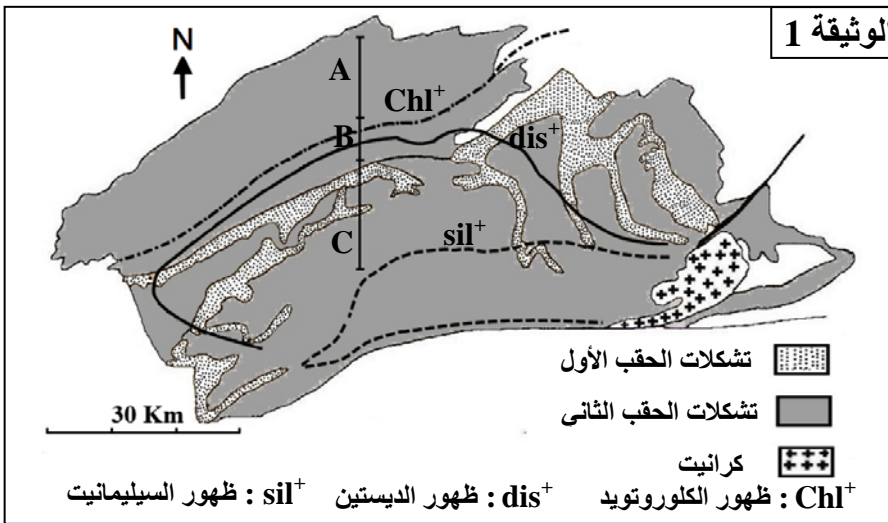 الوثيقة 1
N
A
Chl⁺
B
dis⁺
C
sil⁺
30 Km
تشكلات الحقب الأول
تشكلات الحقب الثانى
كرانيت
Chl⁺ : ظهور الكلوروتويد dis⁺ : ظهور الديستين sil⁺ : ظهور السيليمانيت